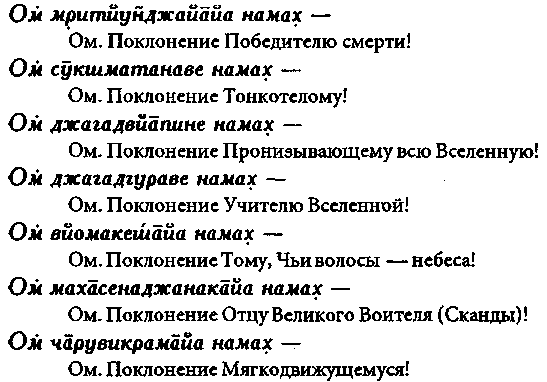 Ом̇ мр̣итйун̃джайа̄йа намах̣ —
Ом. Поклонение Победителю смерти!
Ом̇ сӯкшматанаве намах̣ —
Ом. Поклонение Тонкотелому!
Ом̇ джагадвйа̄пине намах̣ —
Ом. Поклонение Пронизывающему всю Вселенную!
Ом̇ джагадгураве намах̣ —
Ом. Поклонение Учителю Вселенной!
Ом̇ вйомакеш́а̄йа намах̣ —
Ом. Поклонение Тому, Чьи волосы — небеса!
Ом̇ маха̄сенаджанака̄йа намах̣ —
Ом. Поклонение Отцу Великого Воителя (Сканды)!
Ом̇ ча̄рувикрама̄йа намах̣ —
Ом. Поклонение Мягкодвижущемуся!